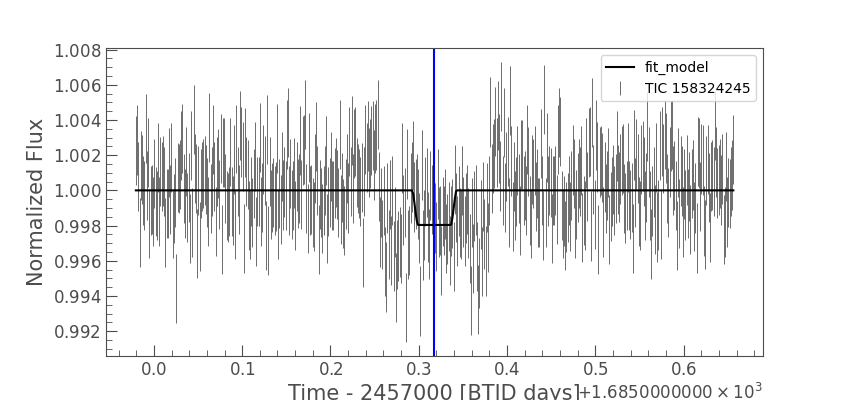 1.008
1.006
1.004
1.002
1.000
0.998
0.996
0.994
0.992
Normalized Flux
fit_model
TIC 158324245
0.0 0.1 0.2 0.3 0.4 0.5 0.6
Time - 2457000 [BTJD days]
+1.6850000000 × 10³